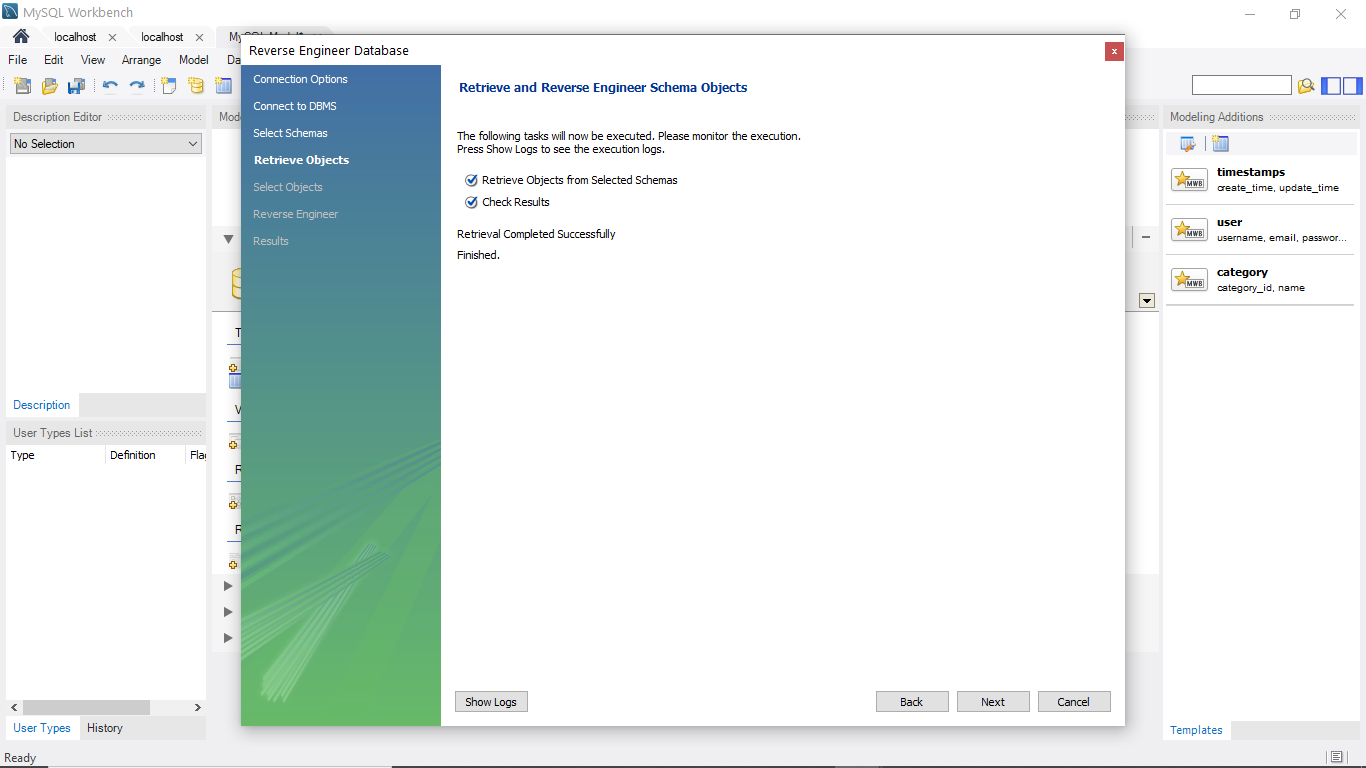 MySQL Workbench
localhost
localhost
File Edit View Arrange Model
Description Editor
No Selection
Description
User Types List
Type Definition
User Types History
Ready
Reverse Engineer Database
x
Connection Options
Connect to DBMS
Select Schemas
Retrieve Objects
Select Objects
Reverse Engineer
Results
Retrieve and Reverse Engineer Schema Objects
The following tasks will now be executed. Please monitor the execution.
Press Show Logs to see the execution logs.
Retrieve Objects from Selected Schemas
Check Results
Retrieval Completed Successfully
Finished.
Show Logs Back Next Cancel
Modeling Additions
MWB
timestamps
create_time, update_time
MWB
user
username, email, passwor...
MWB
category
category_id, name
Templates